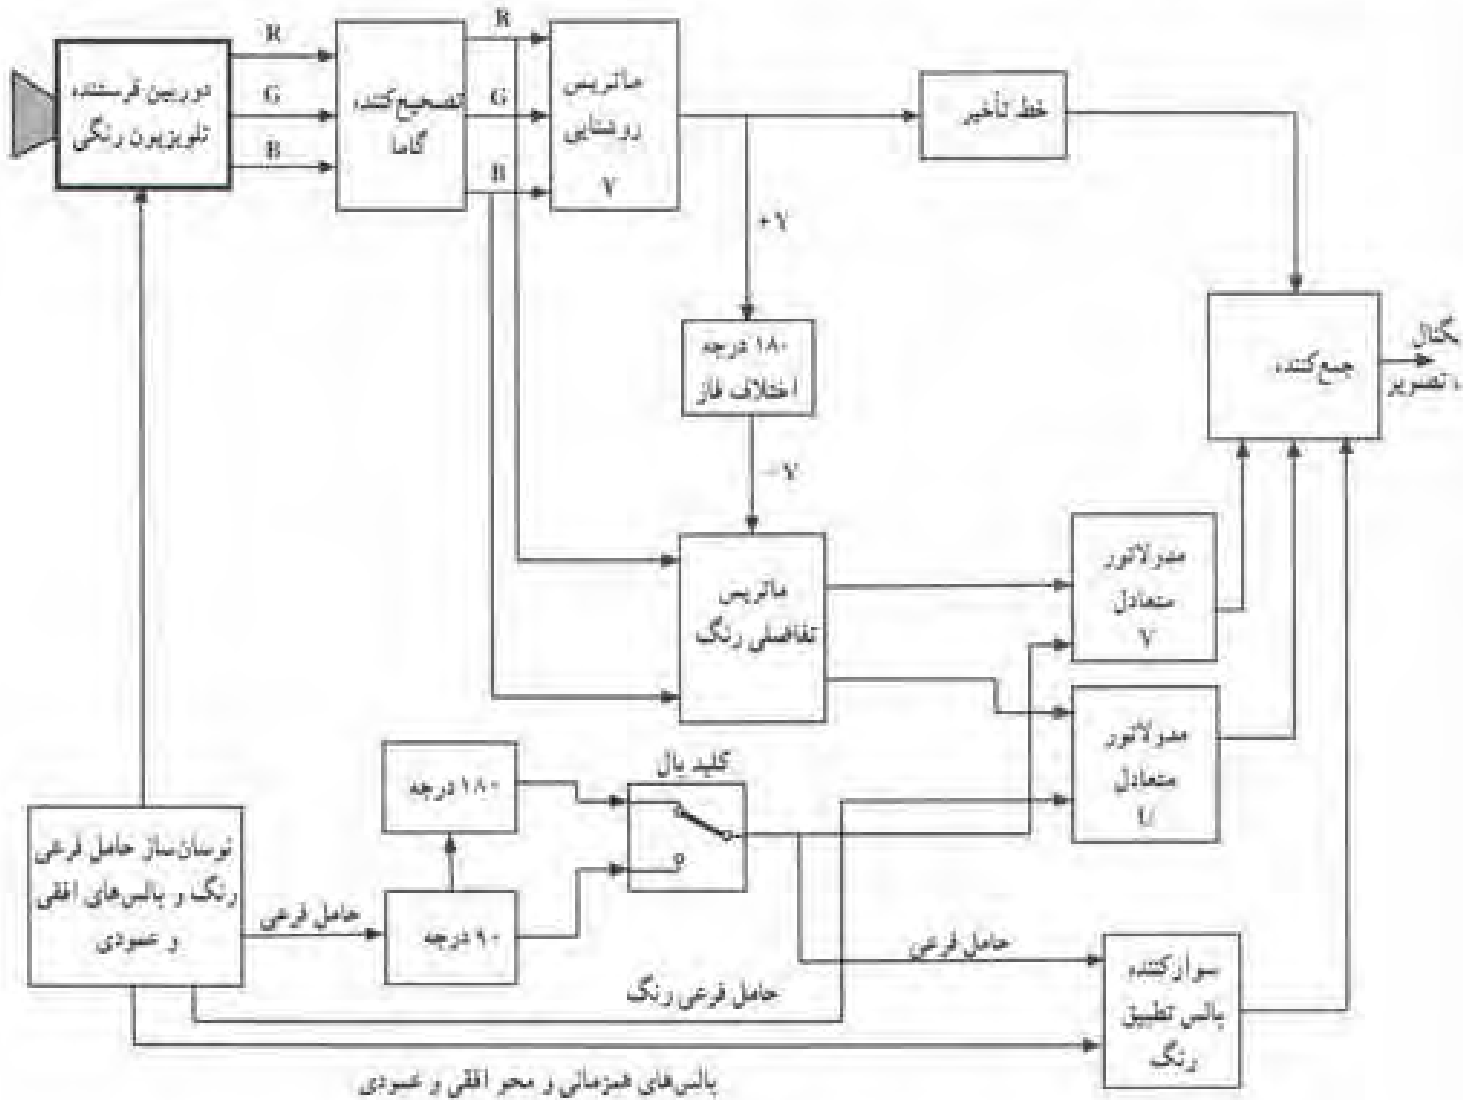 R
دوربین فرستنده
تلویزیون رنگی
G
B
تصحیح‌کننده
گاما
R
G
B
ماتریس
روشنایی
Y
خط تأخیر
+Y
۱۸۰ درجه
اختلاف فاز
-Y
جمع‌کننده
تصویر
ماتریس
تفاضلی رنگ
مدولاتور
متعادل
V
مدولاتور
متعادل
U
کلید پال
۱۸۰ درجه
۹۰ درجه
نوسان‌ساز حامل فرعی
رنگ و پالس‌های افقی
و عمودی
حامل فرعی
حامل فرعی
حامل فرعی رنگ
سوارکننده
پالس تطبیق
رنگ
پالس‌های همزمانی و محو افقی و عمودی